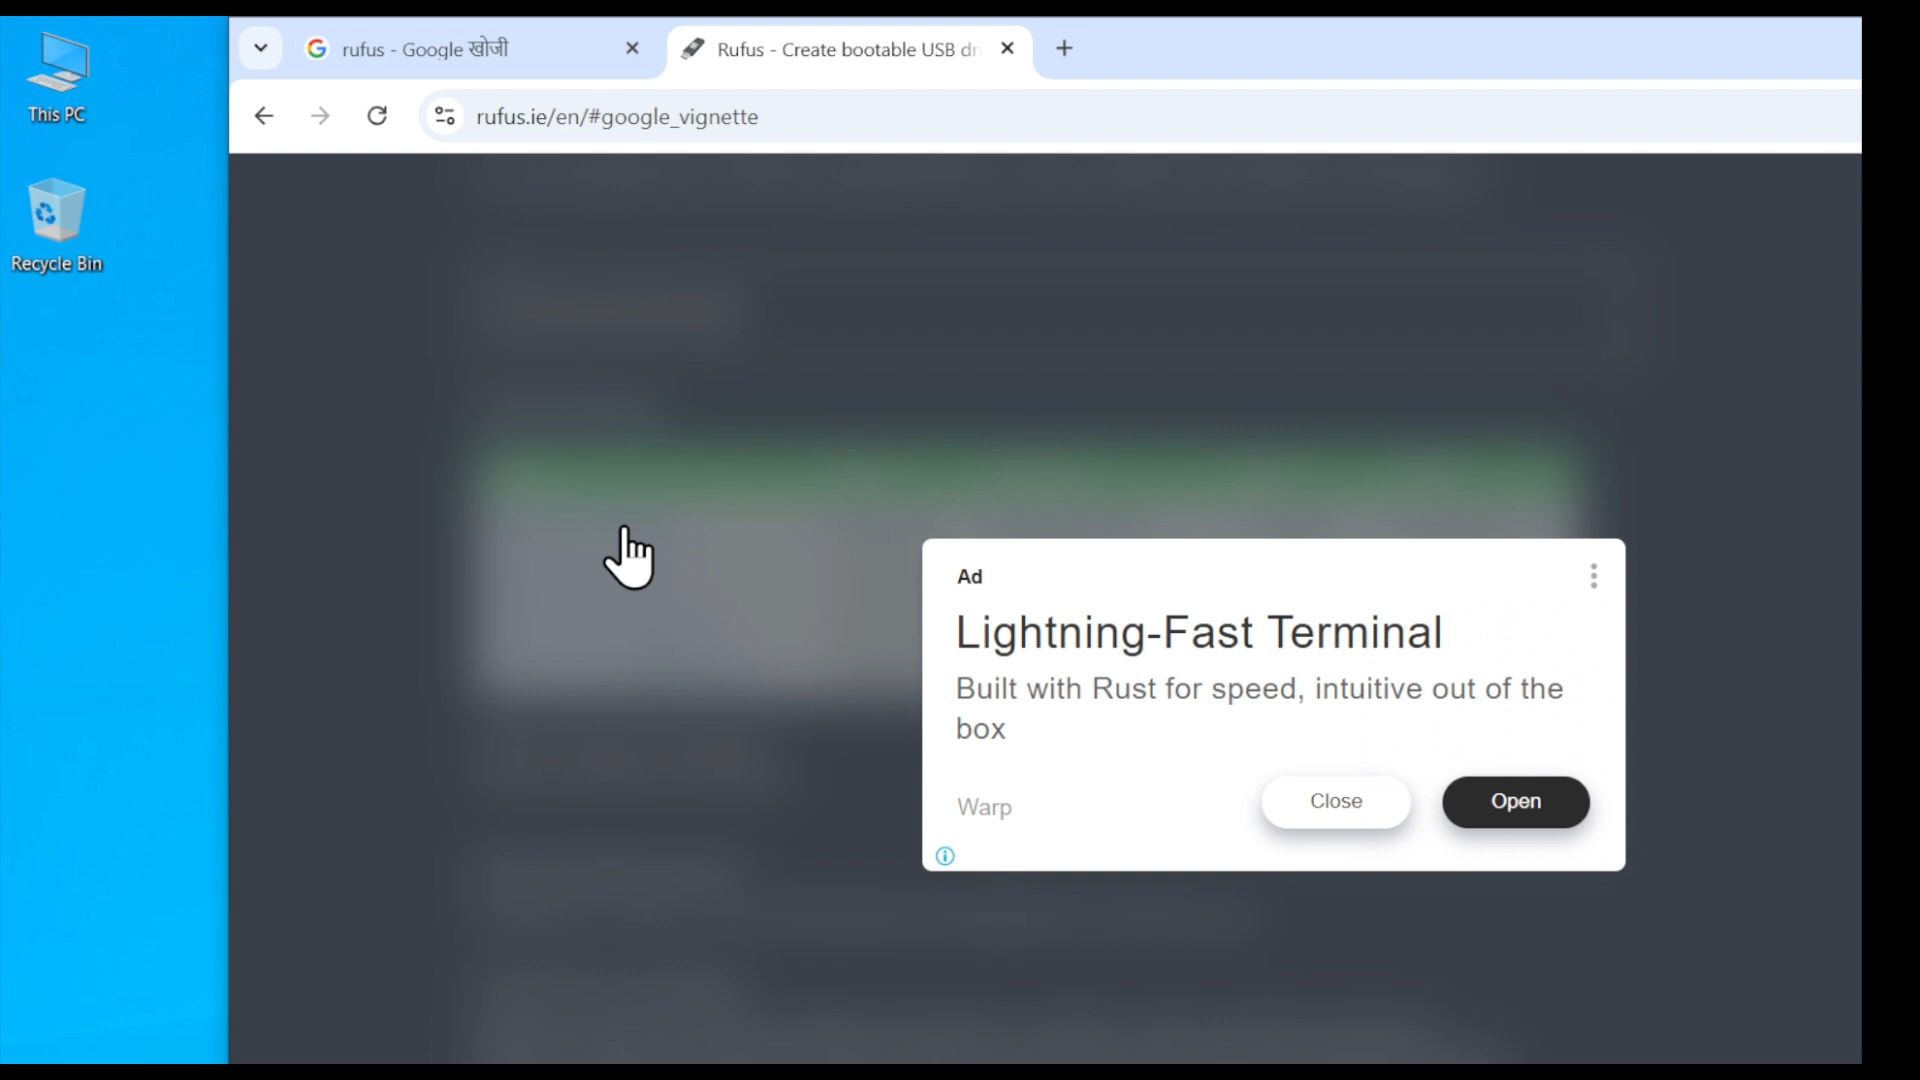 This PC
Recycle Bin
rufus - Google खोजी
Rufus - Create bootable USB dri
rufus.ie/en/#google_vignette
Ad
Lightning-Fast Terminal
Built with Rust for speed, intuitive out of the
box
Warp
Close
Open